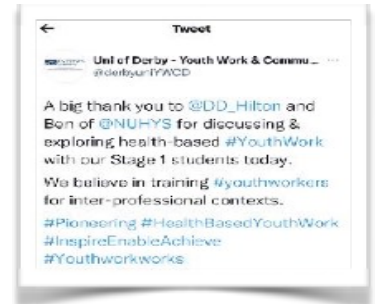 Tweet
Uni of Derby - Youth Work & Commu...
@derbyuniYWCD
A big thank you to @DD_Hilton and
Ben of @NUHYS for discussing &
exploring health-based #YouthWork
with our Stage 1 students today.
We believe in training #youthworkers
for inter-professional contexts.
#Pioneering #HealthBasedYouthWork
#InspireEnableAchieve
#Youthworkworks